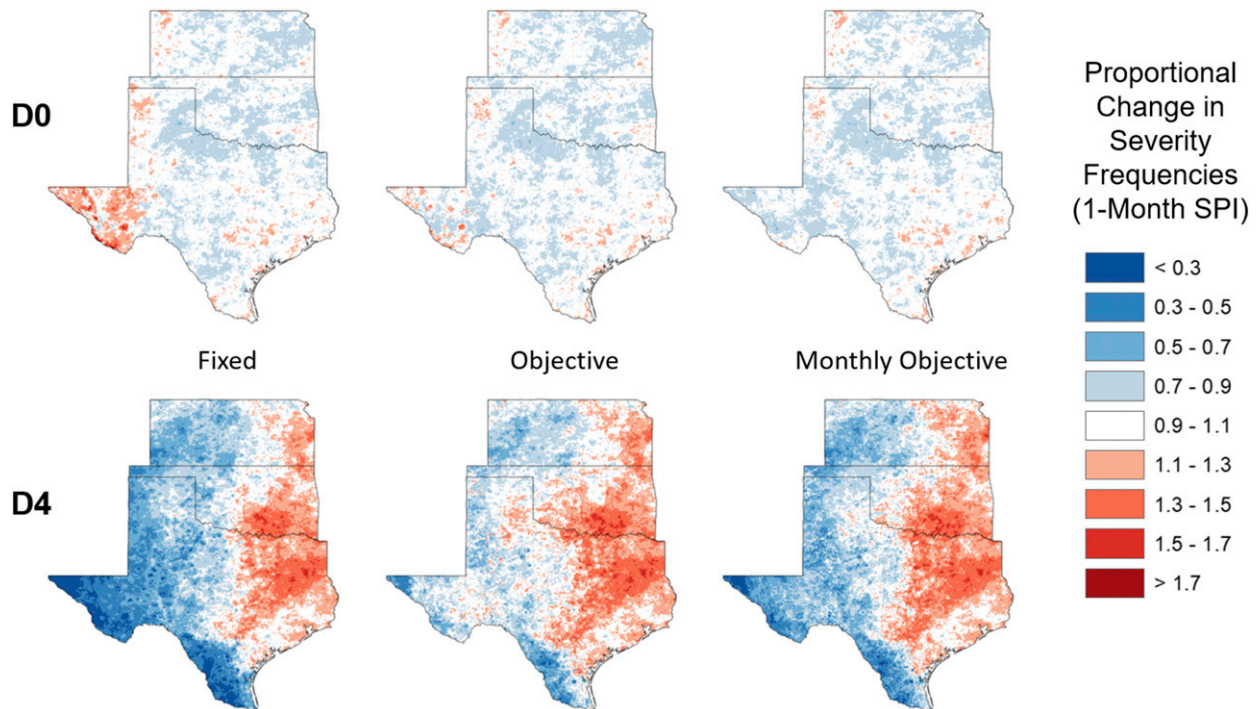 D0
Fixed
Objective
Monthly Objective
D4
Proportional
Change in
Severity
Frequencies
(1-Month SPI)
< 0.3
0.3 - 0.5
0.5 - 0.7
0.7 - 0.9
0.9 - 1.1
1.1 - 1.3
1.3 - 1.5
1.5 - 1.7
> 1.7